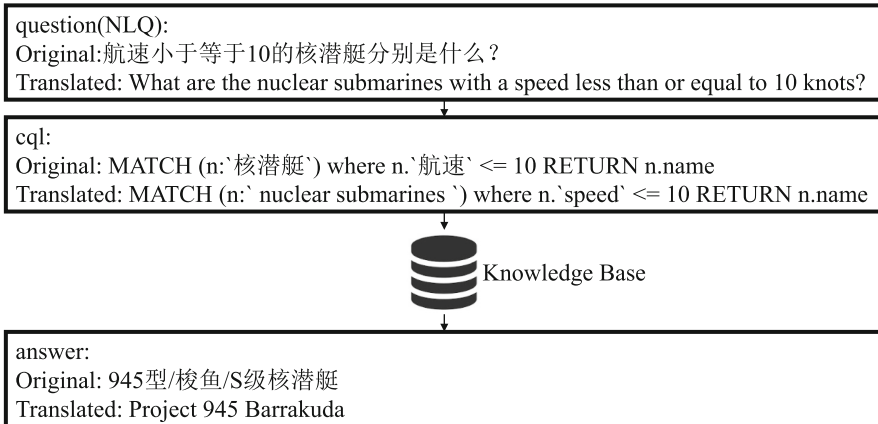 question(NLQ):
Original:航速小于等于10的核潜艇分别是什么？
Translated: What are the nuclear submarines with a speed less than or equal to 10 knots?
cql:
Original: MATCH (n:`核潜艇`) where n.`航速` <= 10 RETURN n.name
Translated: MATCH (n:` nuclear submarines `) where n.`speed` <= 10 RETURN n.name
Knowledge Base
answer:
Original: 945型/梭鱼/S级核潜艇
Translated: Project 945 Barrakuda